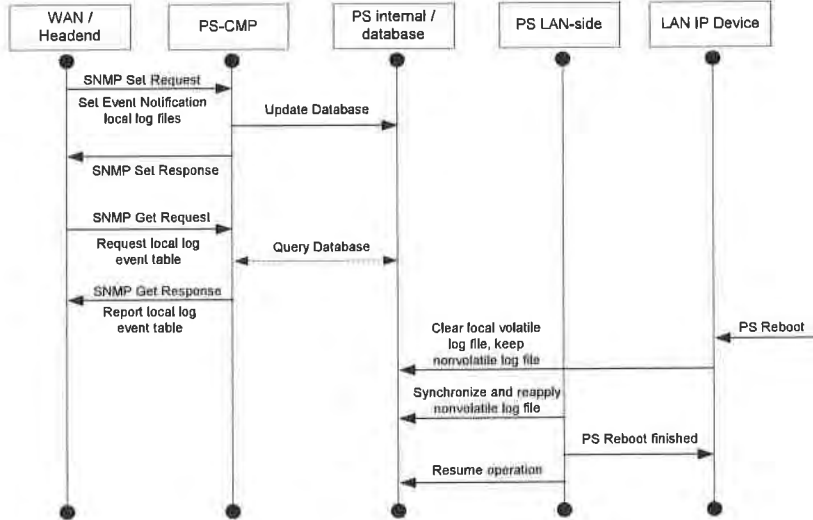 WAN /
Headend
PS-CMP
PS internal /
database
PS LAN-side
LAN IP Device
SNMP Set Request
Set Event Notification
local log files
Update Database
SNMP Set Response
SNMP Get Request
Request local log
event table
Query Database
SNMP Get Response
Report local log
event table
Clear local volatile
log file, keep
nonvolatile log file
PS Reboot
Synchronize and reapply
nonvolatile log file
PS Reboot finished
Resume operation